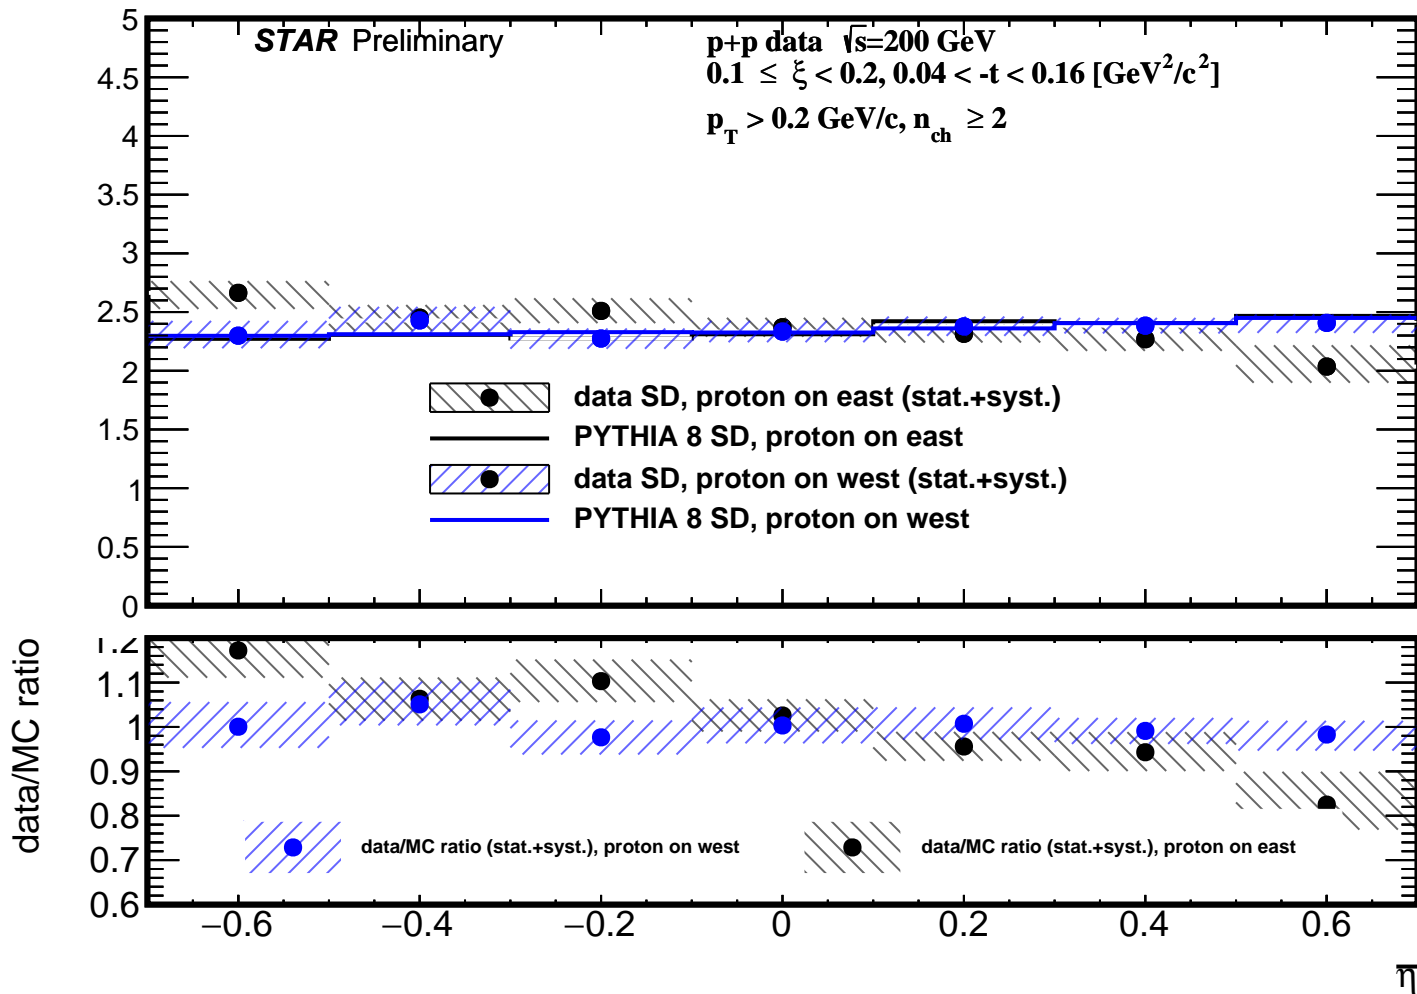 STAR Preliminary
p+p data √s=200 GeV
0.1 ≤ ξ < 0.2, 0.04 < -t < 0.16 [GeV²/c²]
p_T > 0.2 GeV/c, n_ch ≥ 2
5
4.5
4
3.5
3
2.5
2
1.5
1
0.5
0
data SD, proton on east (stat.+syst.)
PYTHIA 8 SD, proton on east
data SD, proton on west (stat.+syst.)
PYTHIA 8 SD, proton on west
data/MC ratio
1.2
1.1
1
0.9
0.8
0.7
0.6
data/MC ratio (stat.+syst.), proton on west
data/MC ratio (stat.+syst.), proton on east
−0.6 −0.4 −0.2 0 0.2 0.4 0.6
η̅